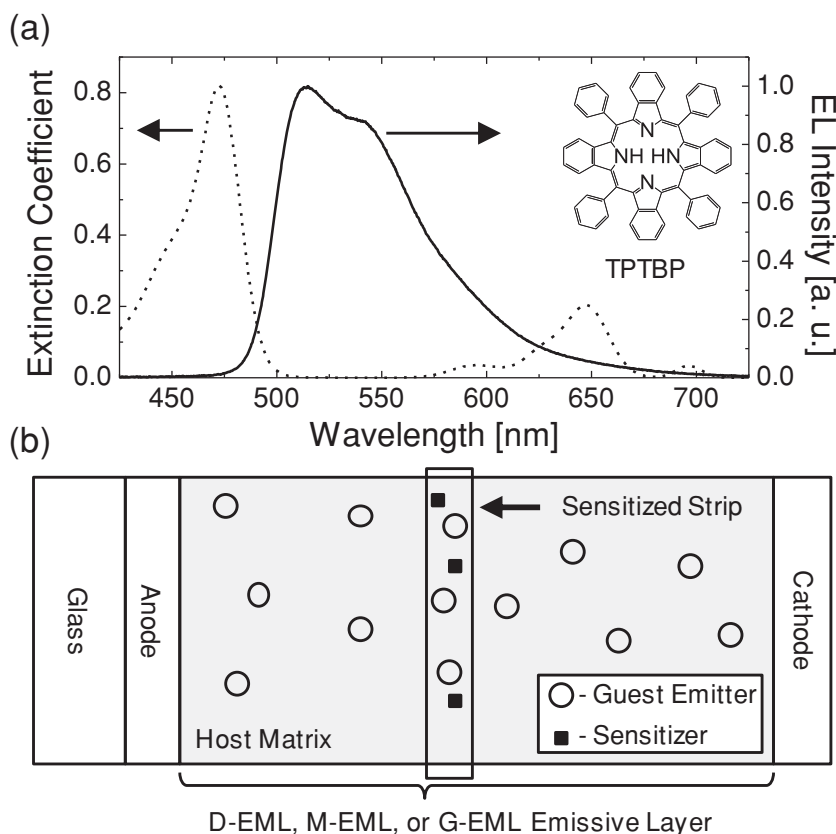 (a)
Extinction Coefficient
0.8
0.6
0.4
0.2
0.0
N
NH HN
N
TPTBP
1.0
0.8
0.6
0.4
0.2
0.0
EL Intensity [a. u.]
450 500 550 600 650 700
Wavelength [nm]
(b)
Glass
Anode
Sensitized Strip
Cathode
Host Matrix
- Guest Emitter
- Sensitizer
D-EML, M-EML, or G-EML Emissive Layer